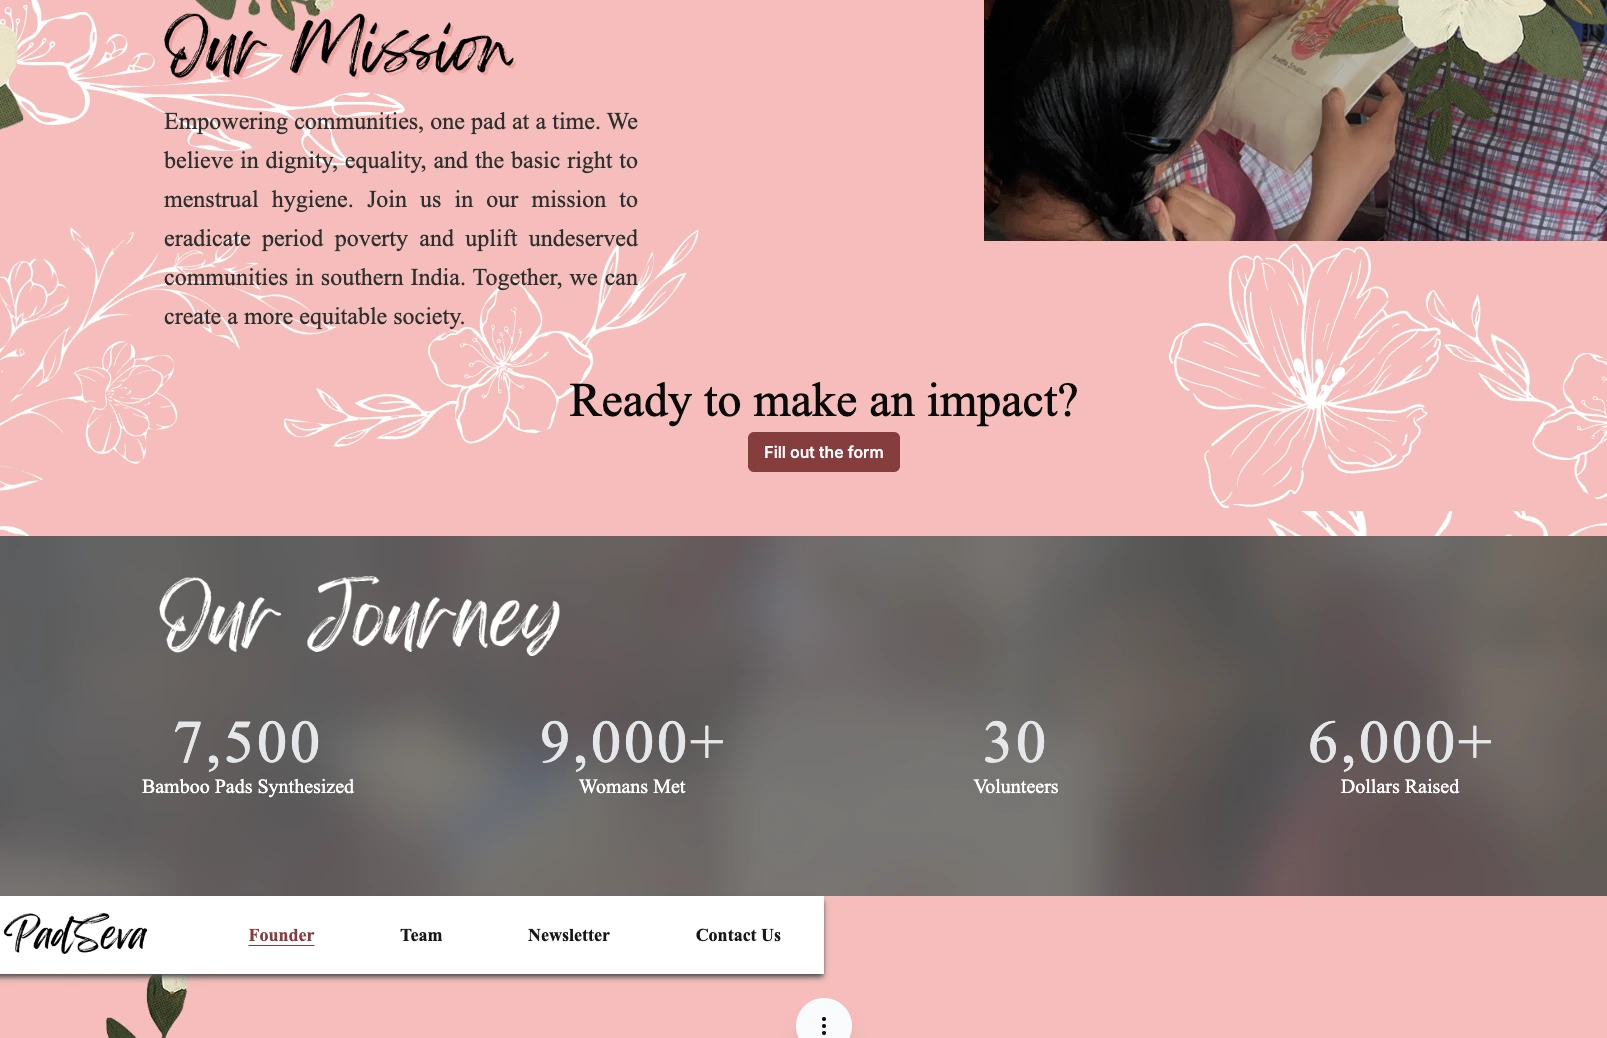 Our Mission
Empowering communities, one pad at a time. We
believe in dignity, equality, and the basic right to
menstrual hygiene. Join us in our mission to
eradicate period poverty and uplift undeserved
communities in southern India. Together, we can
create a more equitable society.
Ready to make an impact?
Fill out the form
Our Journey
7,500 9,000+ 30 6,000+
Bamboo Pads Synthesized Womans Met Volunteers Dollars Raised
PadSeva Founder Team Newsletter Contact Us